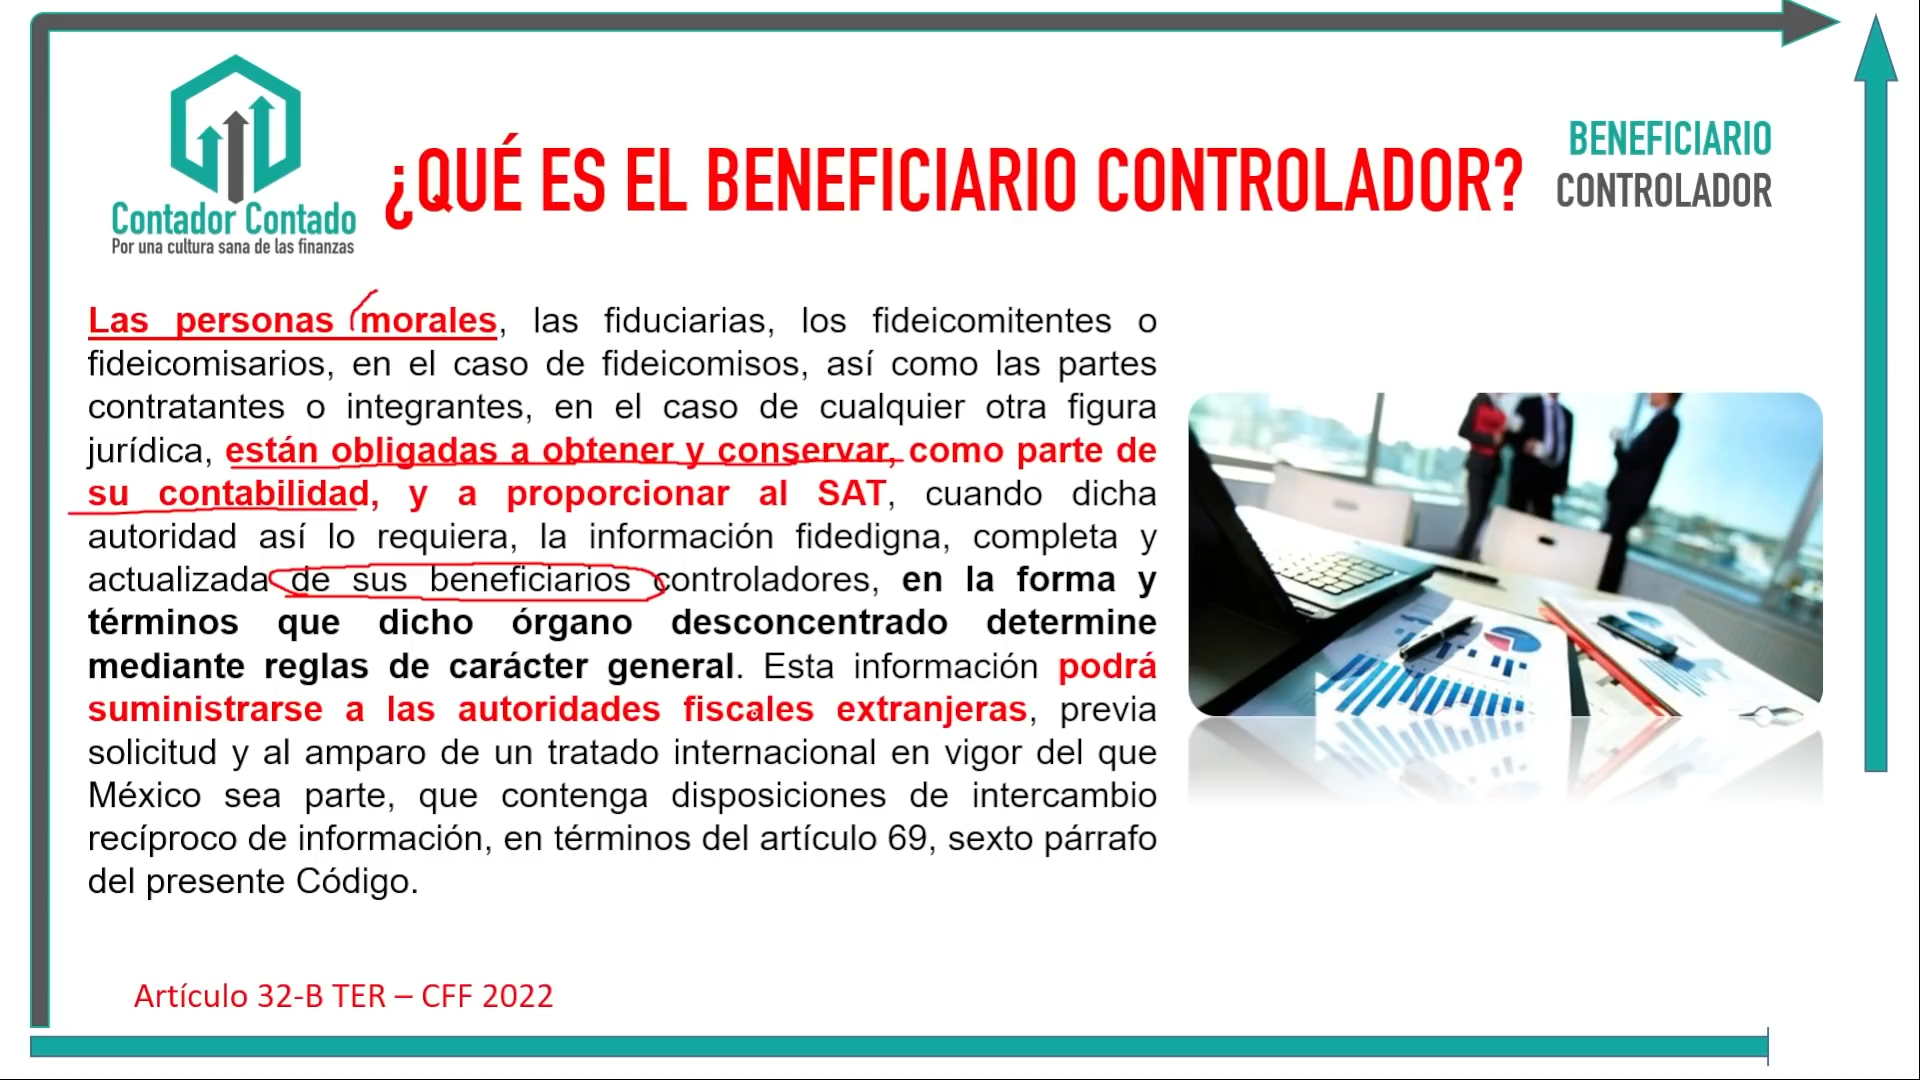 Contador Contado
Por una cultura sana de las finanzas
¿QUÉ ES EL BENEFICIARIO CONTROLADOR?
BENEFICIARIO
CONTROLADOR
Las personas morales, las fiduciarias, los fideicomitentes o
fideicomisarios, en el caso de fideicomisos, así como las partes
contratantes o integrantes, en el caso de cualquier otra figura
jurídica, están obligadas a obtener y conservar, como parte de
su contabilidad, y a proporcionar al SAT, cuando dicha
autoridad así lo requiera, la información fidedigna, completa y
actualizada de sus beneficiarios controladores, en la forma y
términos que dicho órgano desconcentrado determine
mediante reglas de carácter general. Esta información podrá
suministrarse a las autoridades fiscales extranjeras, previa
solicitud y al amparo de un tratado internacional en vigor del que
México sea parte, que contenga disposiciones de intercambio
recíproco de información, en términos del artículo 69, sexto párrafo
del presente Código.
Artículo 32-B TER – CFF 2022